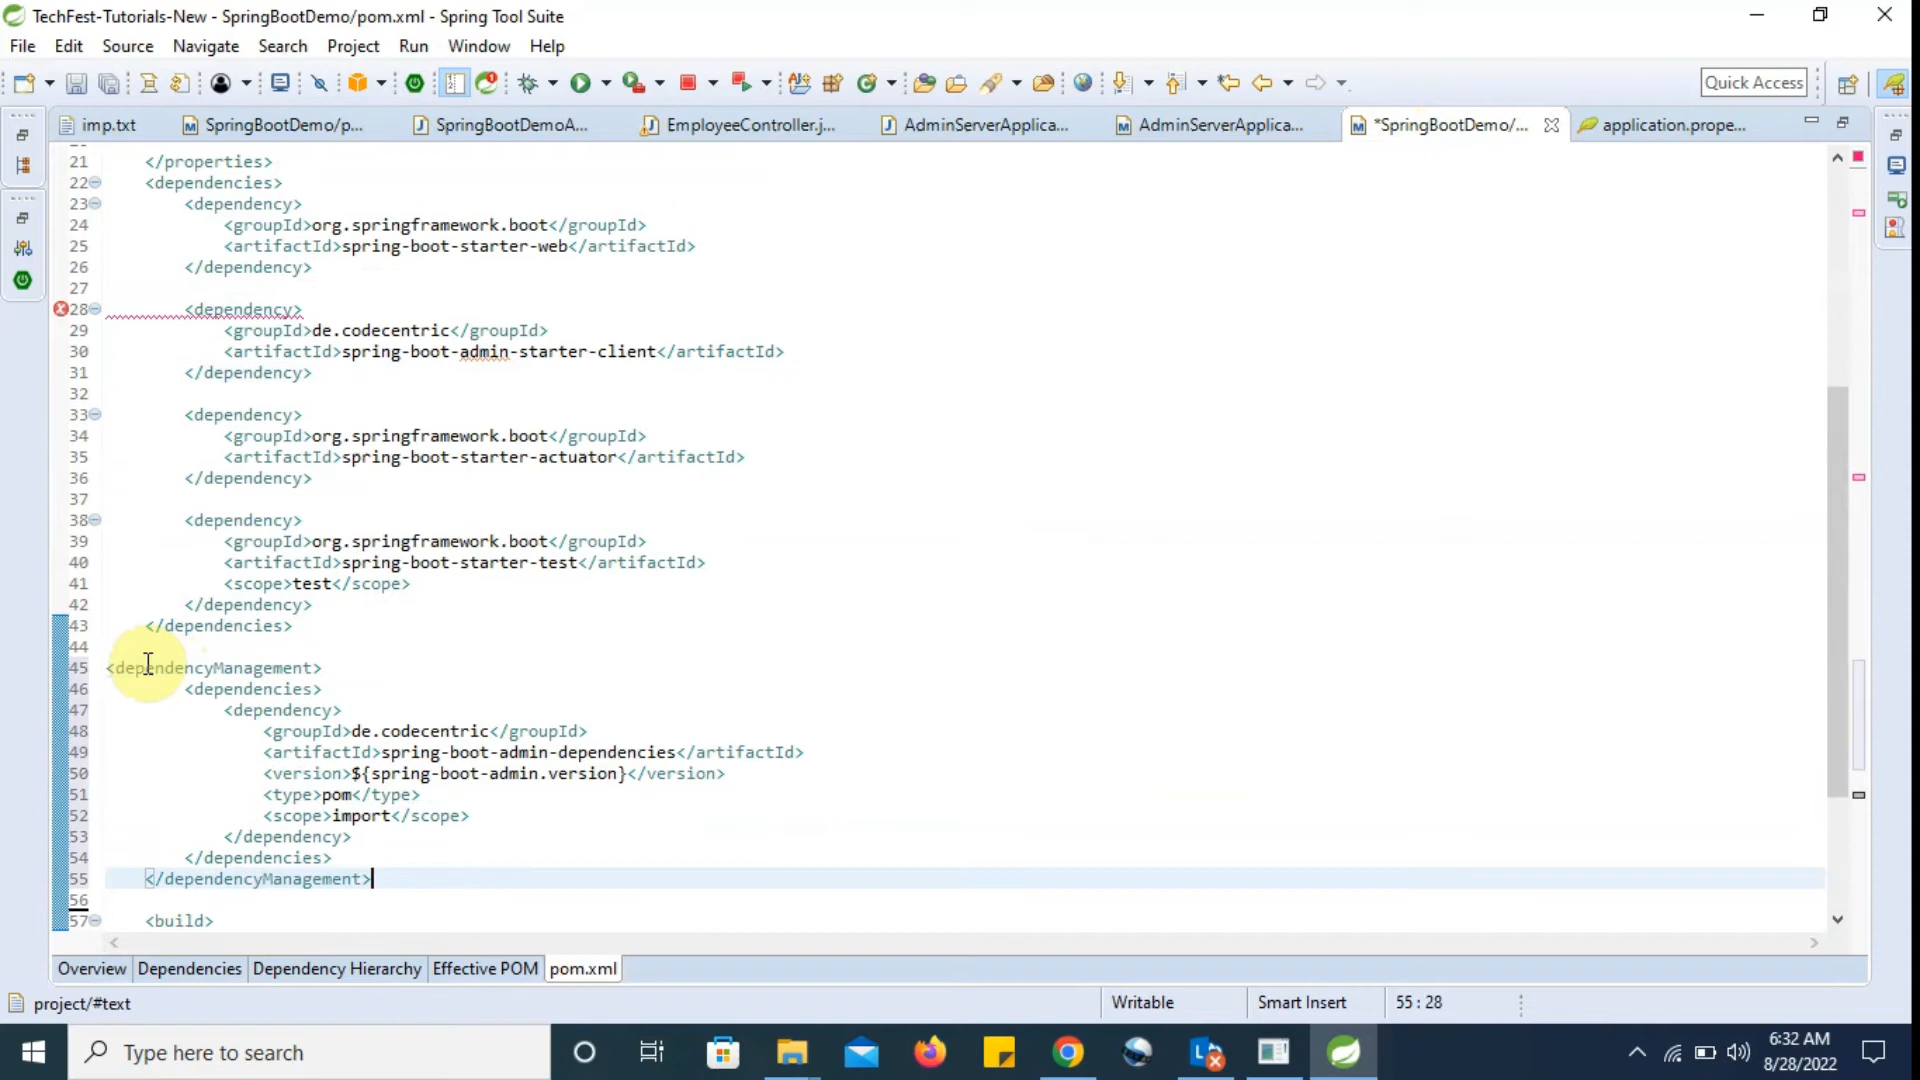 TechFest-Tutorials-New - SpringBootDemo/pom.xml - Spring Tool Suite
File Edit Source Navigate Search Project Run Window Help
Quick Access
imp.txt SpringBootDemo/p... SpringBootDemoA... EmployeeController.j... AdminServerApplica... AdminServerApplica... *SpringBootDemo/... application.prope...
21 </properties>
22 <dependencies>
23 <dependency>
24 <groupId>org.springframework.boot</groupId>
25 <artifactId>spring-boot-starter-web</artifactId>
26 </dependency>
27
28 <dependency>
29 <groupId>de.codecentric</groupId>
30 <artifactId>spring-boot-admin-starter-client</artifactId>
31 </dependency>
32
33 <dependency>
34 <groupId>org.springframework.boot</groupId>
35 <artifactId>spring-boot-starter-actuator</artifactId>
36 </dependency>
37
38 <dependency>
39 <groupId>org.springframework.boot</groupId>
40 <artifactId>spring-boot-starter-test</artifactId>
41 <scope>test</scope>
42 </dependency>
43 </dependencies>
44
45 <dependencyManagement>
46 <dependencies>
47 <dependency>
48 <groupId>de.codecentric</groupId>
49 <artifactId>spring-boot-admin-dependencies</artifactId>
50 <version>${spring-boot-admin.version}</version>
51 <type>pom</type>
52 <scope>import</scope>
53 </dependency>
54 </dependencies>
55 </dependencyManagement>
56
57 <build>
Overview Dependencies Dependency Hierarchy Effective POM pom.xml
project/#text Writable Smart Insert 55 : 28
Type here to search
6:32 AM
8/28/2022